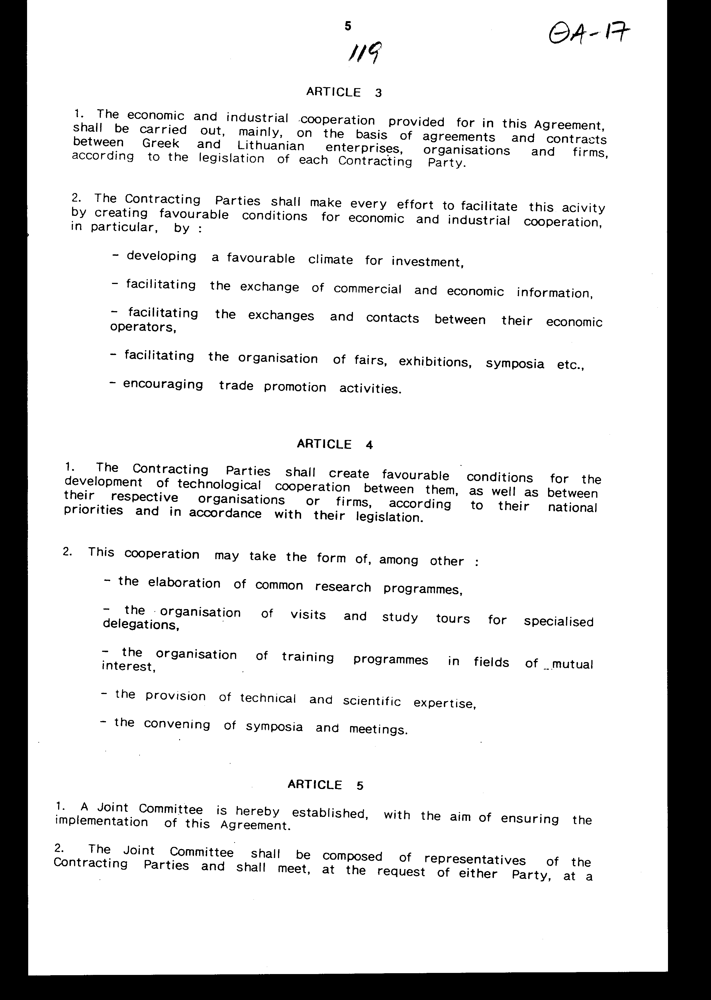 5
ΘA-17
119
ARTICLE 3
1. The economic and industrial cooperation provided for in this Agreement,
shall be carried out, mainly, on the basis of agreements and contracts
between Greek and Lithuanian enterprises, organisations and firms,
according to the legislation of each Contracting Party.
2. The Contracting Parties shall make every effort to facilitate this acivity
by creating favourable conditions for economic and industrial cooperation,
in particular, by :
- developing a favourable climate for investment,
- facilitating the exchange of commercial and economic information,
- facilitating the exchanges and contacts between their economic
operators,
- facilitating the organisation of fairs, exhibitions, symposia etc.,
- encouraging trade promotion activities.
ARTICLE 4
1. The Contracting Parties shall create favourable conditions for the
development of technological cooperation between them, as well as between
their respective organisations or firms, according to their national
priorities and in accordance with their legislation.
2. This cooperation may take the form of, among other :
- the elaboration of common research programmes,
- the organisation of visits and study tours for specialised
delegations,
- the organisation of training programmes in fields of mutual
interest,
- the provision of technical and scientific expertise,
- the convening of symposia and meetings.
ARTICLE 5
1. A Joint Committee is hereby established, with the aim of ensuring the
implementation of this Agreement.
2. The Joint Committee shall be composed of representatives of the
Contracting Parties and shall meet, at the request of either Party, at a